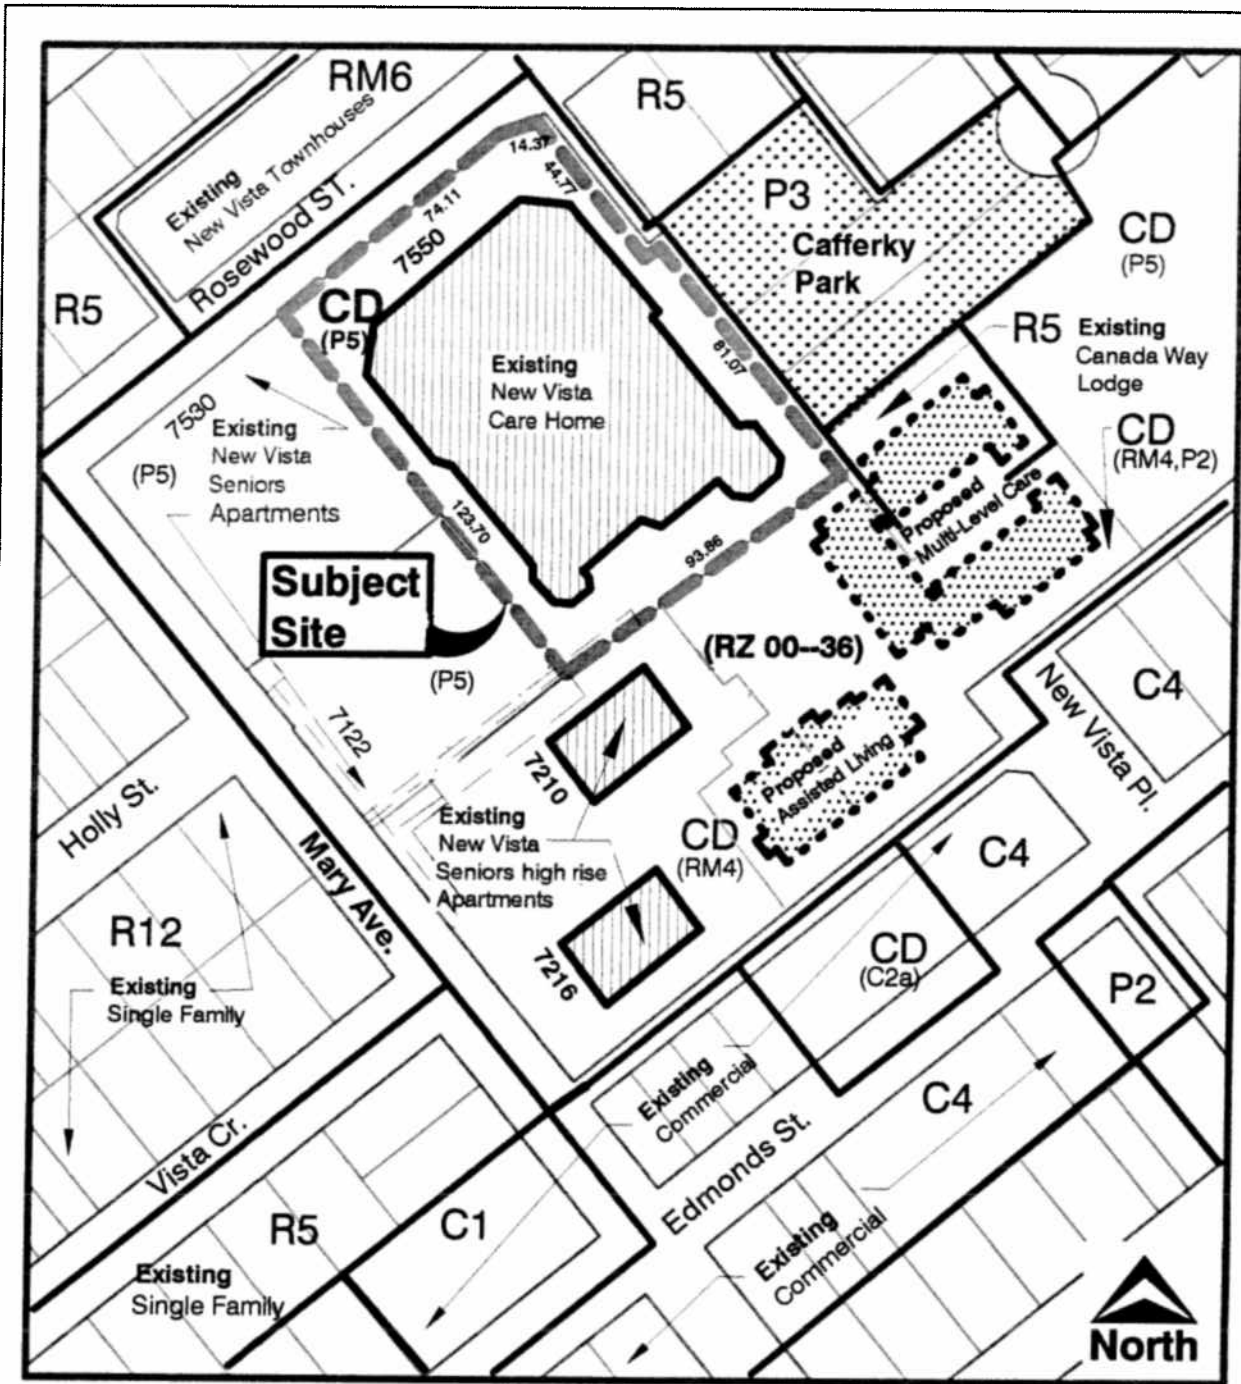 RM6
R5
Existing
New Vista Townhouses
Rosewood ST.
14.37
44.77
74.11
7550
P3
Cafferky
Park
CD
(P5)
R5
CD
(P5)
R5
Existing
Canada Way
Lodge
Existing
New Vista
Care Home
81.07
7530
(P5)
Existing
New Vista
Seniors
Apartments
CD
(RM4,P2)
Proposed
Multi-Level Care
123.70
93.86
Subject
Site
(P5)
(RZ 00--36)
New Vista Pl.
C4
7122
7210
Proposed
Assisted Living
Holly St.
Mary Ave.
Existing
New Vista
Seniors high rise
Apartments
CD
(RM4)
C4
R12
Existing
Single Family
7216
CD
(C2a)
P2
Existing
Commercial
C4
Vista Cr.
Edmonds St.
R5
C1
Existing
Commercial
Existing
Single Family
North